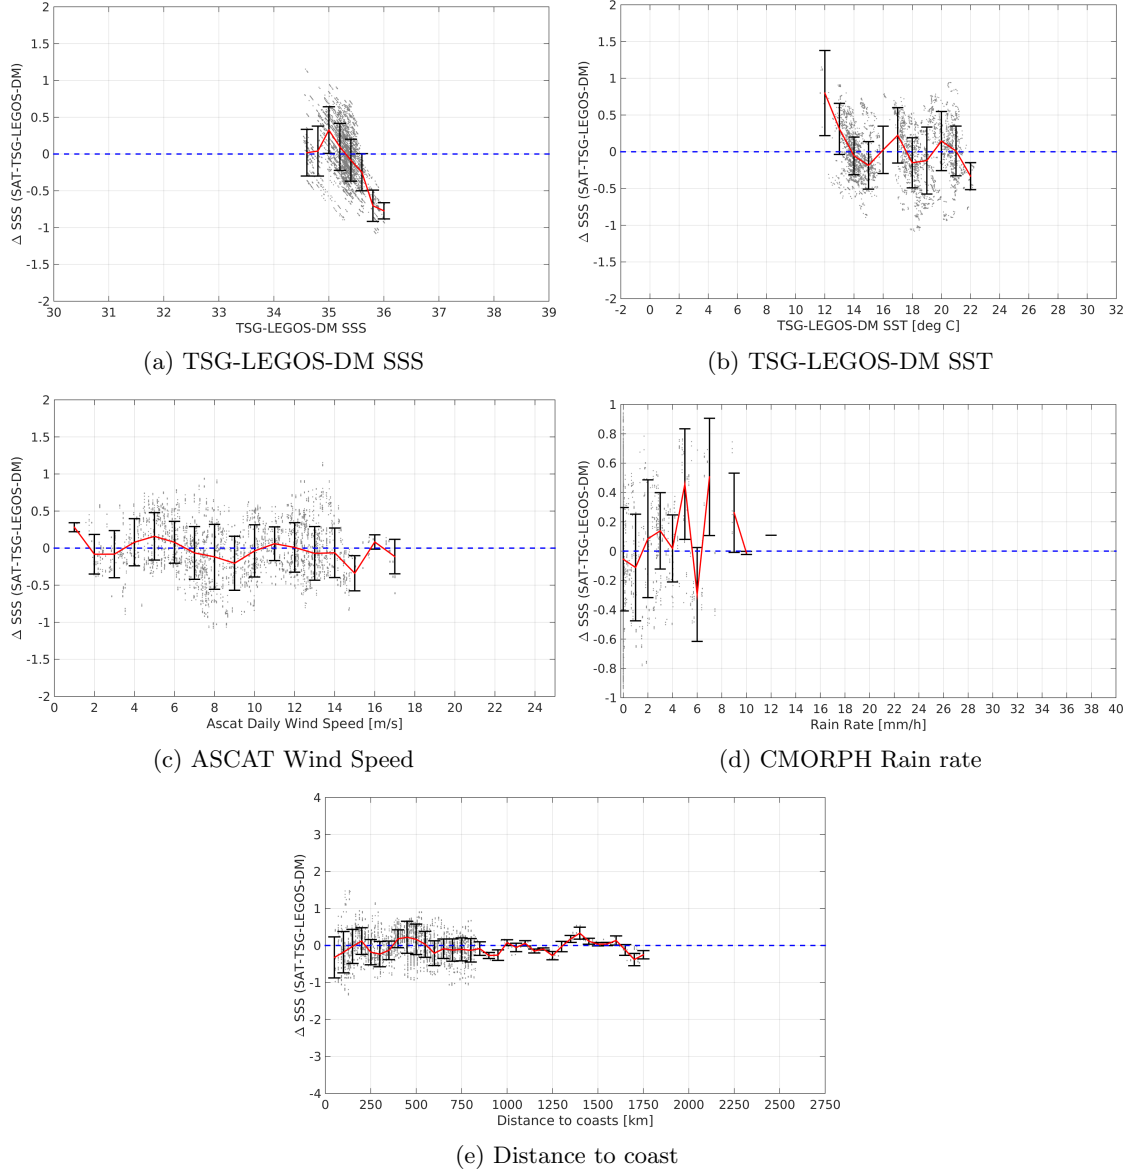 2
1.5
1
0.5
0
-0.5
-1
-1.5
-2
Δ SSS (SAT-TSG-LEGOS-DM)
30 31 32 33 34 35 36 37 38 39
TSG-LEGOS-DM SSS
(a) TSG-LEGOS-DM SSS
2
1.5
1
0.5
0
-0.5
-1
-1.5
-2
Δ SSS (SAT-TSG-LEGOS-DM)
-2 0 2 4 6 8 10 12 14 16 18 20 22 24 26 28 30 32
TSG-LEGOS-DM SST [deg C]
(b) TSG-LEGOS-DM SST
2
1.5
1
0.5
0
-0.5
-1
-1.5
-2
Δ SSS (SAT-TSG-LEGOS-DM)
0 2 4 6 8 10 12 14 16 18 20 22 24
Ascat Daily Wind Speed [m/s]
(c) ASCAT Wind Speed
1
0.8
0.6
0.4
0.2
0
-0.2
-0.4
-0.6
-0.8
-1
Δ SSS (SAT-TSG-LEGOS-DM)
0 2 4 6 8 10 12 14 16 18 20 22 24 26 28 30 32 34 36 38 40
Rain Rate [mm/h]
(d) CMORPH Rain rate
4
3
2
1
0
-1
-2
-3
-4
Δ SSS (SAT-TSG-LEGOS-DM)
0 250 500 750 1000 1250 1500 1750 2000 2250 2500 2750
Distance to coasts [km]
(e) Distance to coast